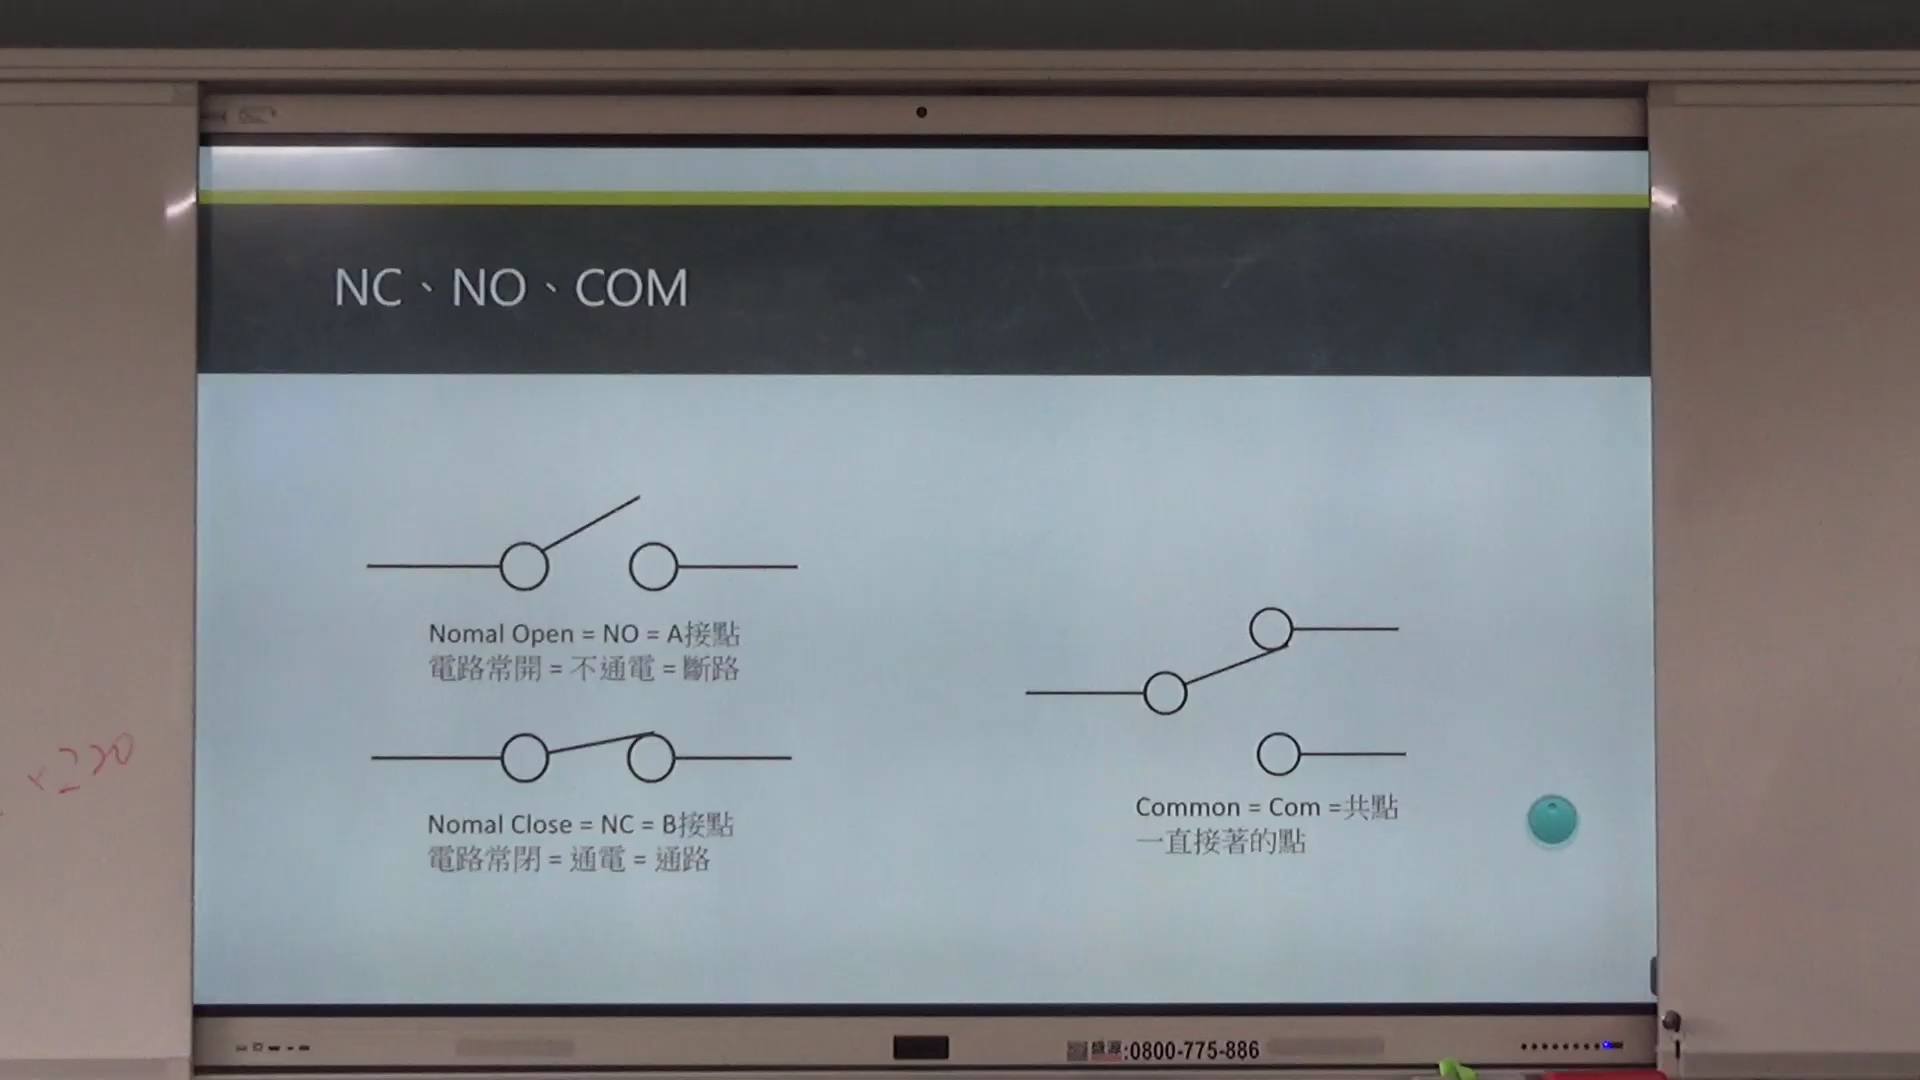 NC、NO、COM
Nomal Open = NO = A接點
電路常開 = 不通電 = 斷路
Nomal Close = NC = B接點
電路常閉 = 通電 = 通路
Common = Com =共點
一直接著的點
盛源:0800-775-886